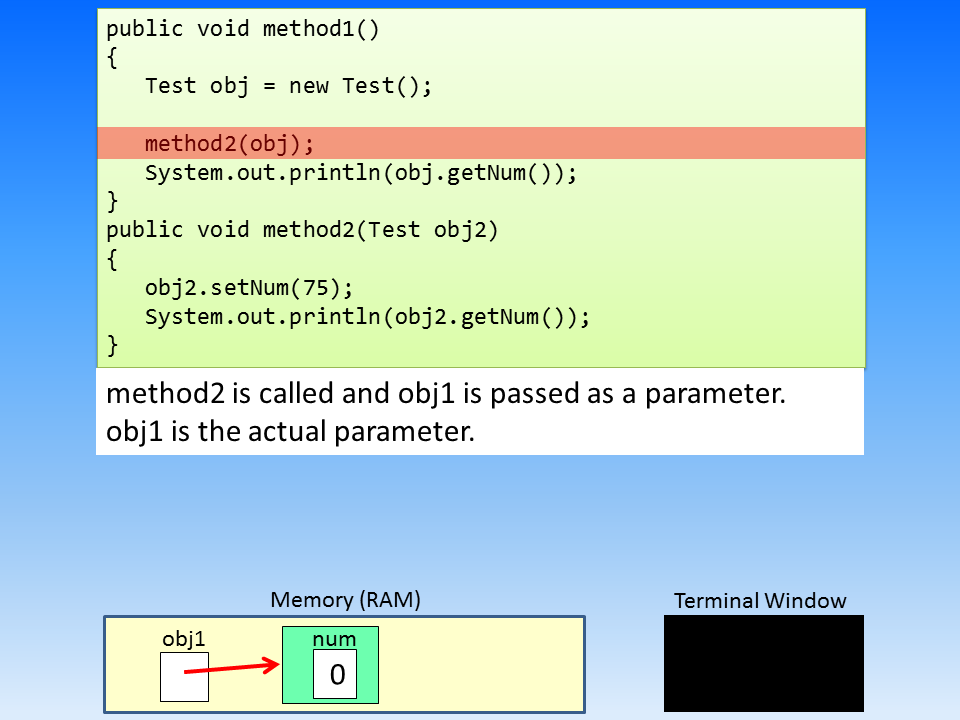 public void method1()
{
   Test obj = new Test();
   method2(obj);
   System.out.println(obj.getNum());
}
public void method2(Test obj2)
{
   obj2.setNum(75);
   System.out.println(obj2.getNum());
}
method2 is called and obj1 is passed as a parameter.
obj1 is the actual parameter.
Memory (RAM)
Terminal Window
obj1
num
0